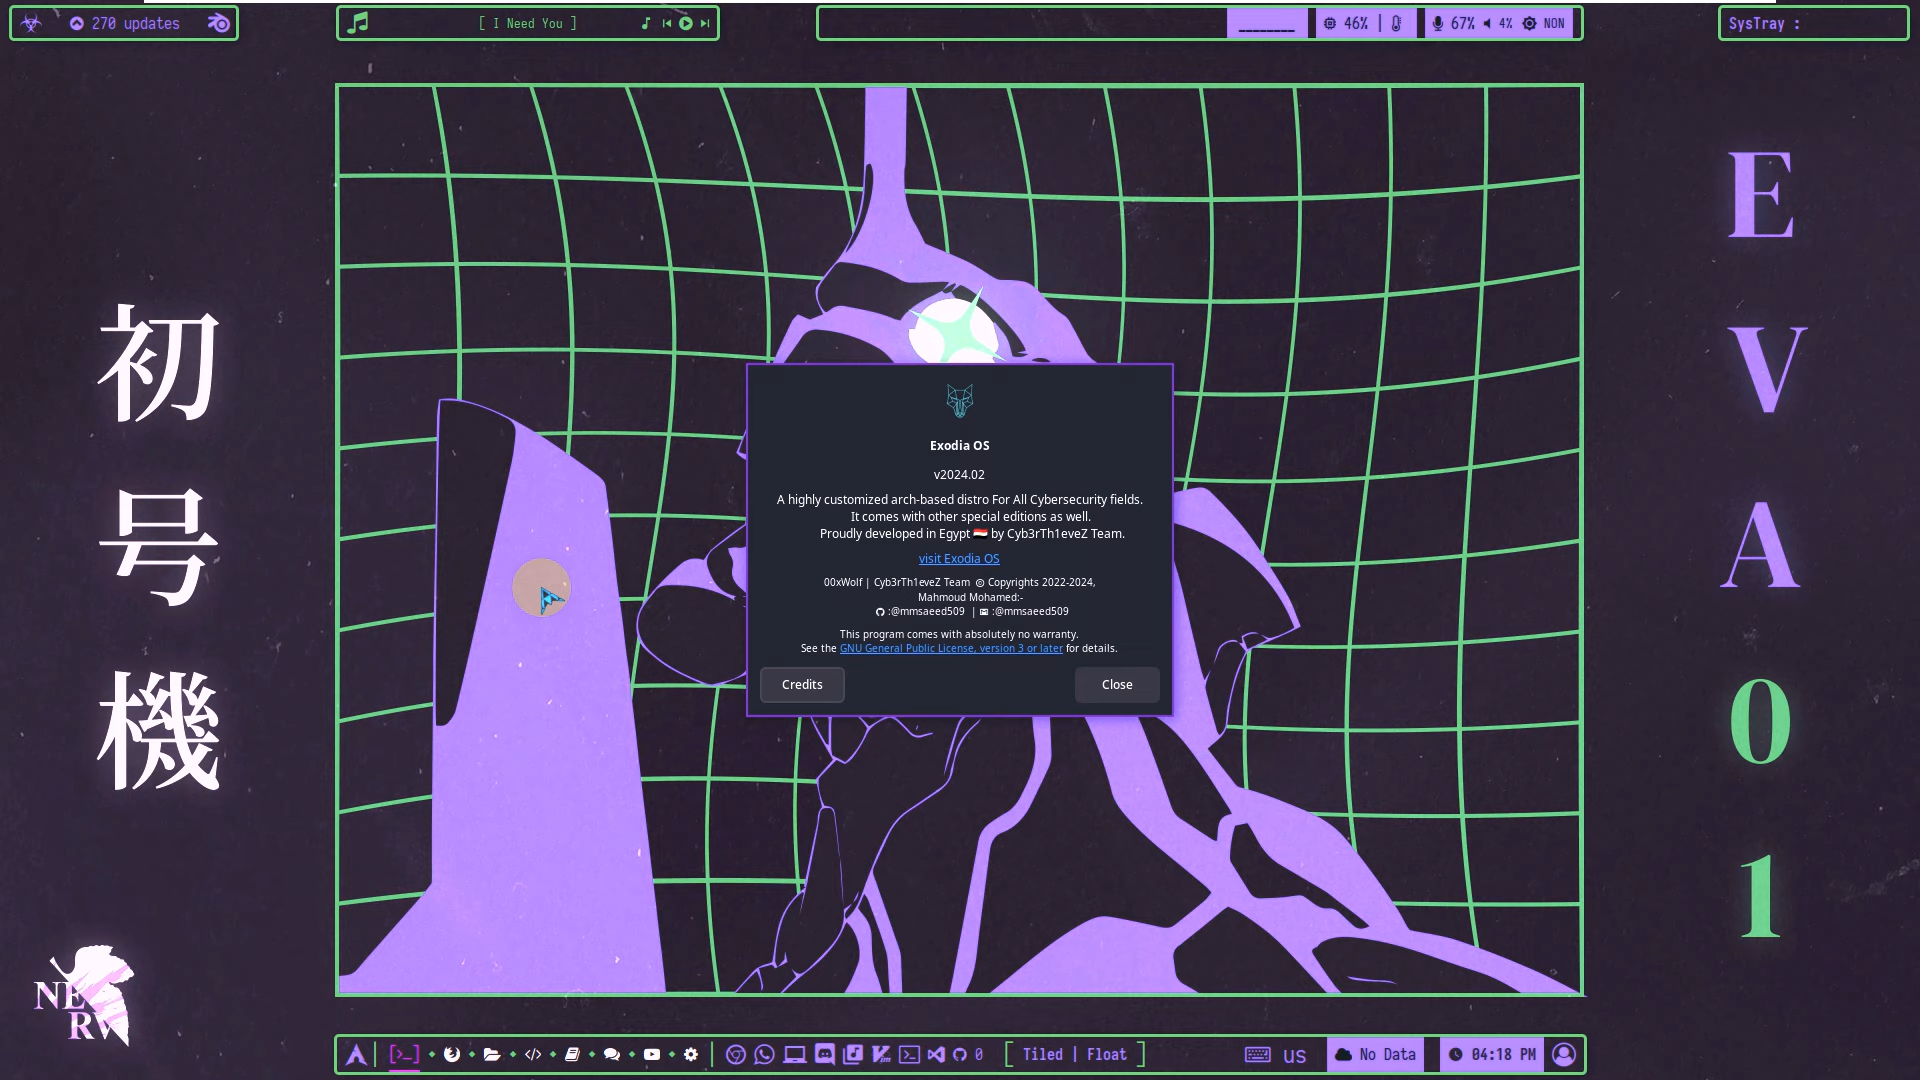 270 updates
[ I Need You ]
46% |
67% 4% NON
SysTray :
初
号
機
E
V
A
0
1
NERV
Exodia OS
v2024.02
A highly customized arch-based distro For All Cybersecurity fields.
It comes with other special editions as well.
Proudly developed in Egypt 🇪🇬 by Cyb3rTh1eveZ Team.
visit Exodia OS
00xWolf | Cyb3rTh1eveZ Team © Copyrights 2022-2024,
Mahmoud Mohamed:-
:@mmsaeed509 | :@mmsaeed509
This program comes with absolutely no warranty.
See the GNU General Public License, version 3 or later for details.
Credits
Close
0
[ Tiled | Float ]
us
No Data
04:18 PM